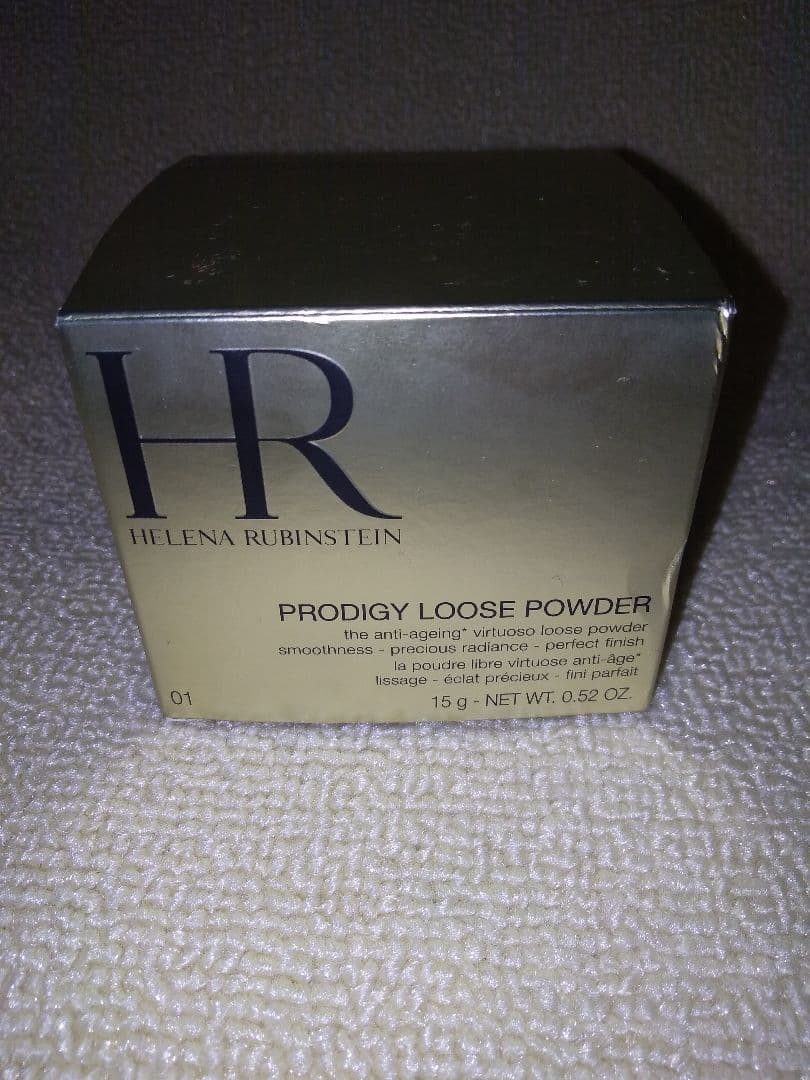 HR
HELENA RUBINSTEIN
PRODIGY LOOSE POWDER
the anti-ageing* virtuoso loose powder
smoothness - precious radiance - perfect finish
la poudre libre virtuose anti-âge*
lissage - éclat précieux - fini parfait
01
15 g - NET WT. 0.52 OZ.